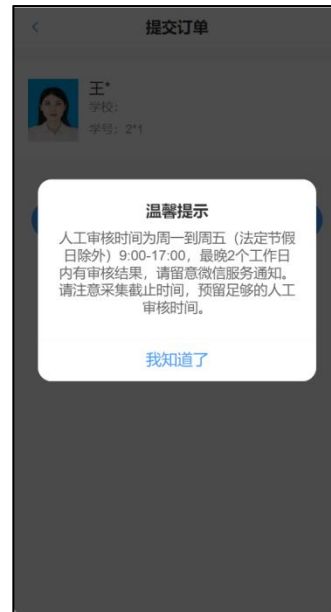 提交订单
王*
学校：
学号：2*1
温馨提示
人工审核时间为周一到周五（法定节假
日除外）9:00-17:00，最晚2个工作日
内有审核结果，请留意微信服务通知。
请注意采集截止时间，预留足够的人工
审核时间。
我知道了